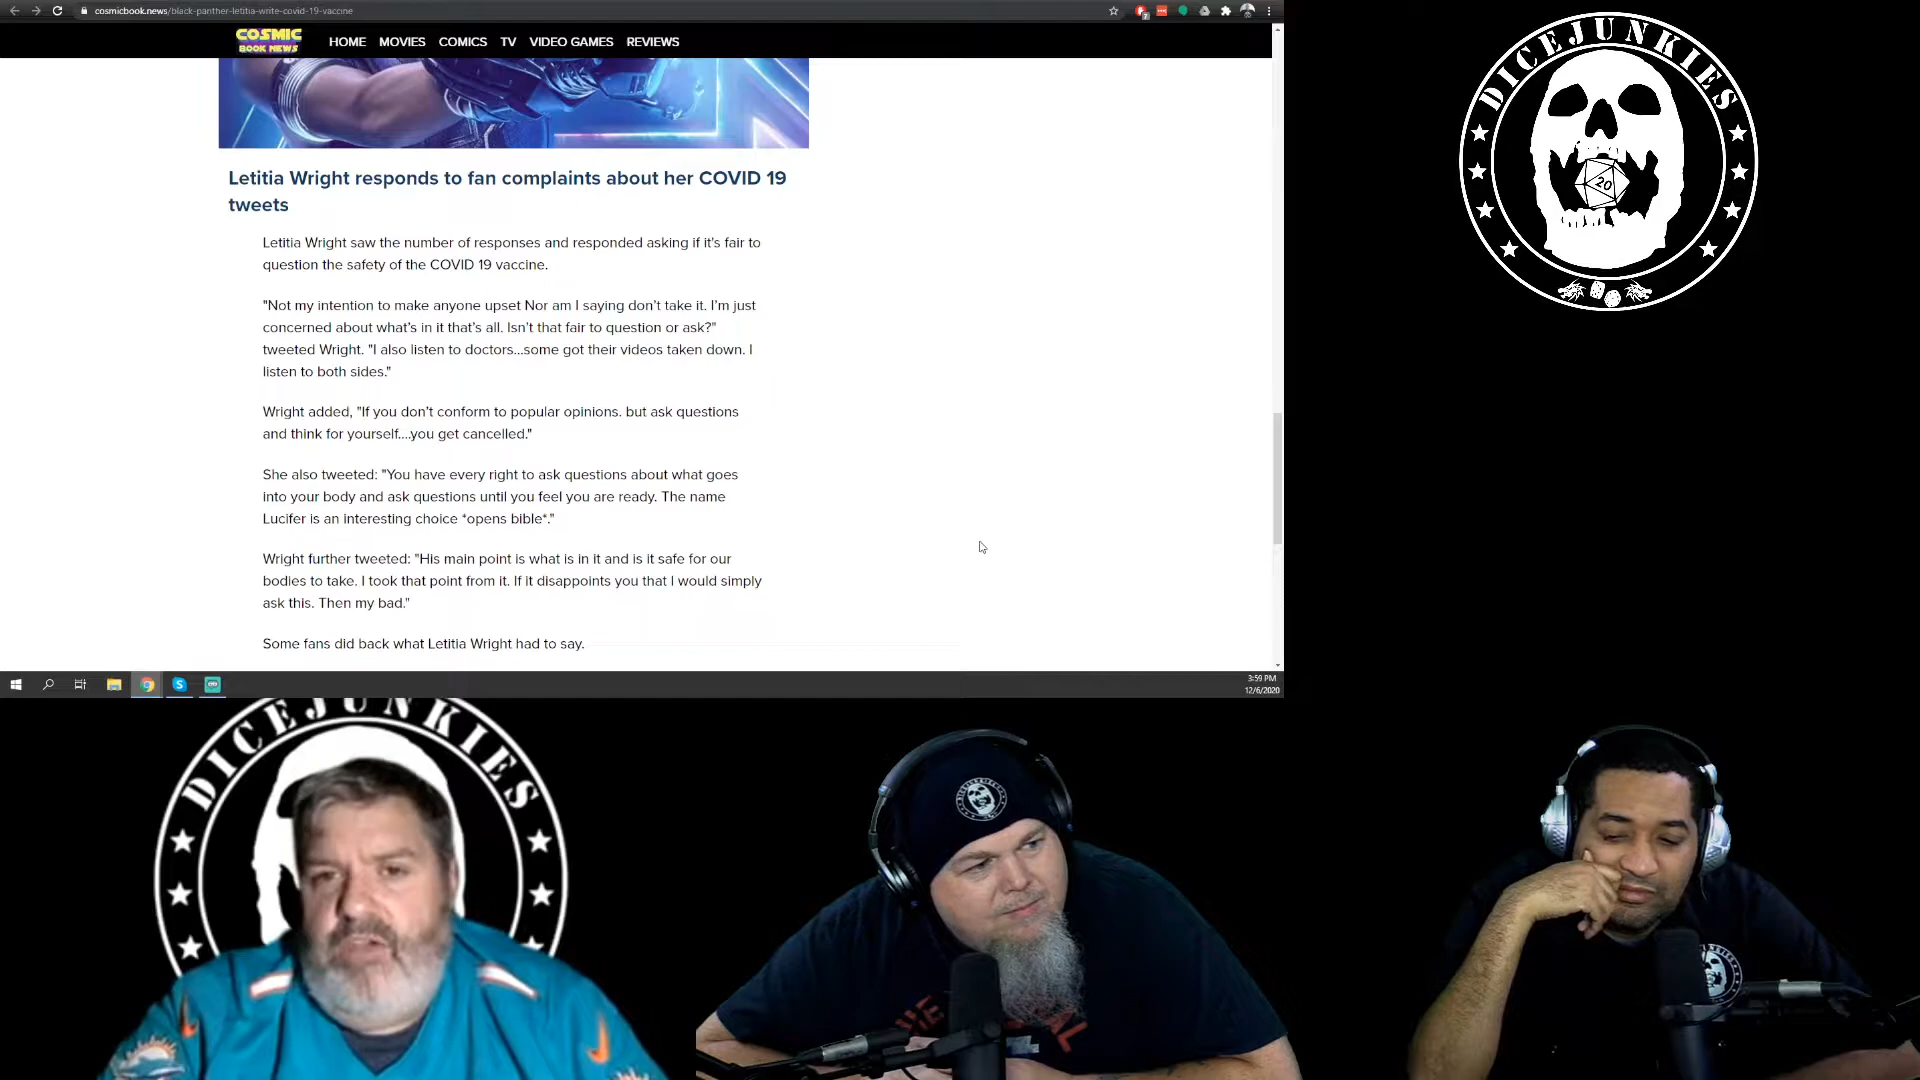 cosmicbook.news/black-panther-letitia-write-covid-19-vaccine
COSMIC
BOOK NEWS
HOME MOVIES COMICS TV VIDEO GAMES REVIEWS
Letitia Wright responds to fan complaints about her COVID 19
tweets
Letitia Wright saw the number of responses and responded asking if it's fair to
question the safety of the COVID 19 vaccine.
"Not my intention to make anyone upset Nor am I saying don't take it. I'm just
concerned about what's in it that's all. Isn't that fair to question or ask?"
tweeted Wright. "I also listen to doctors...some got their videos taken down. I
listen to both sides."
Wright added, "If you don't conform to popular opinions. but ask questions
and think for yourself....you get cancelled."
She also tweeted: "You have every right to ask questions about what goes
into your body and ask questions until you feel you are ready. The name
Lucifer is an interesting choice *opens bible*."
Wright further tweeted: "His main point is what is in it and is it safe for our
bodies to take. I took that point from it. If it disappoints you that I would simply
ask this. Then my bad."
Some fans did back what Letitia Wright had to say.
3:59 PM
12/6/2020
DICEJUNKIES
20
DICEJUNKIES